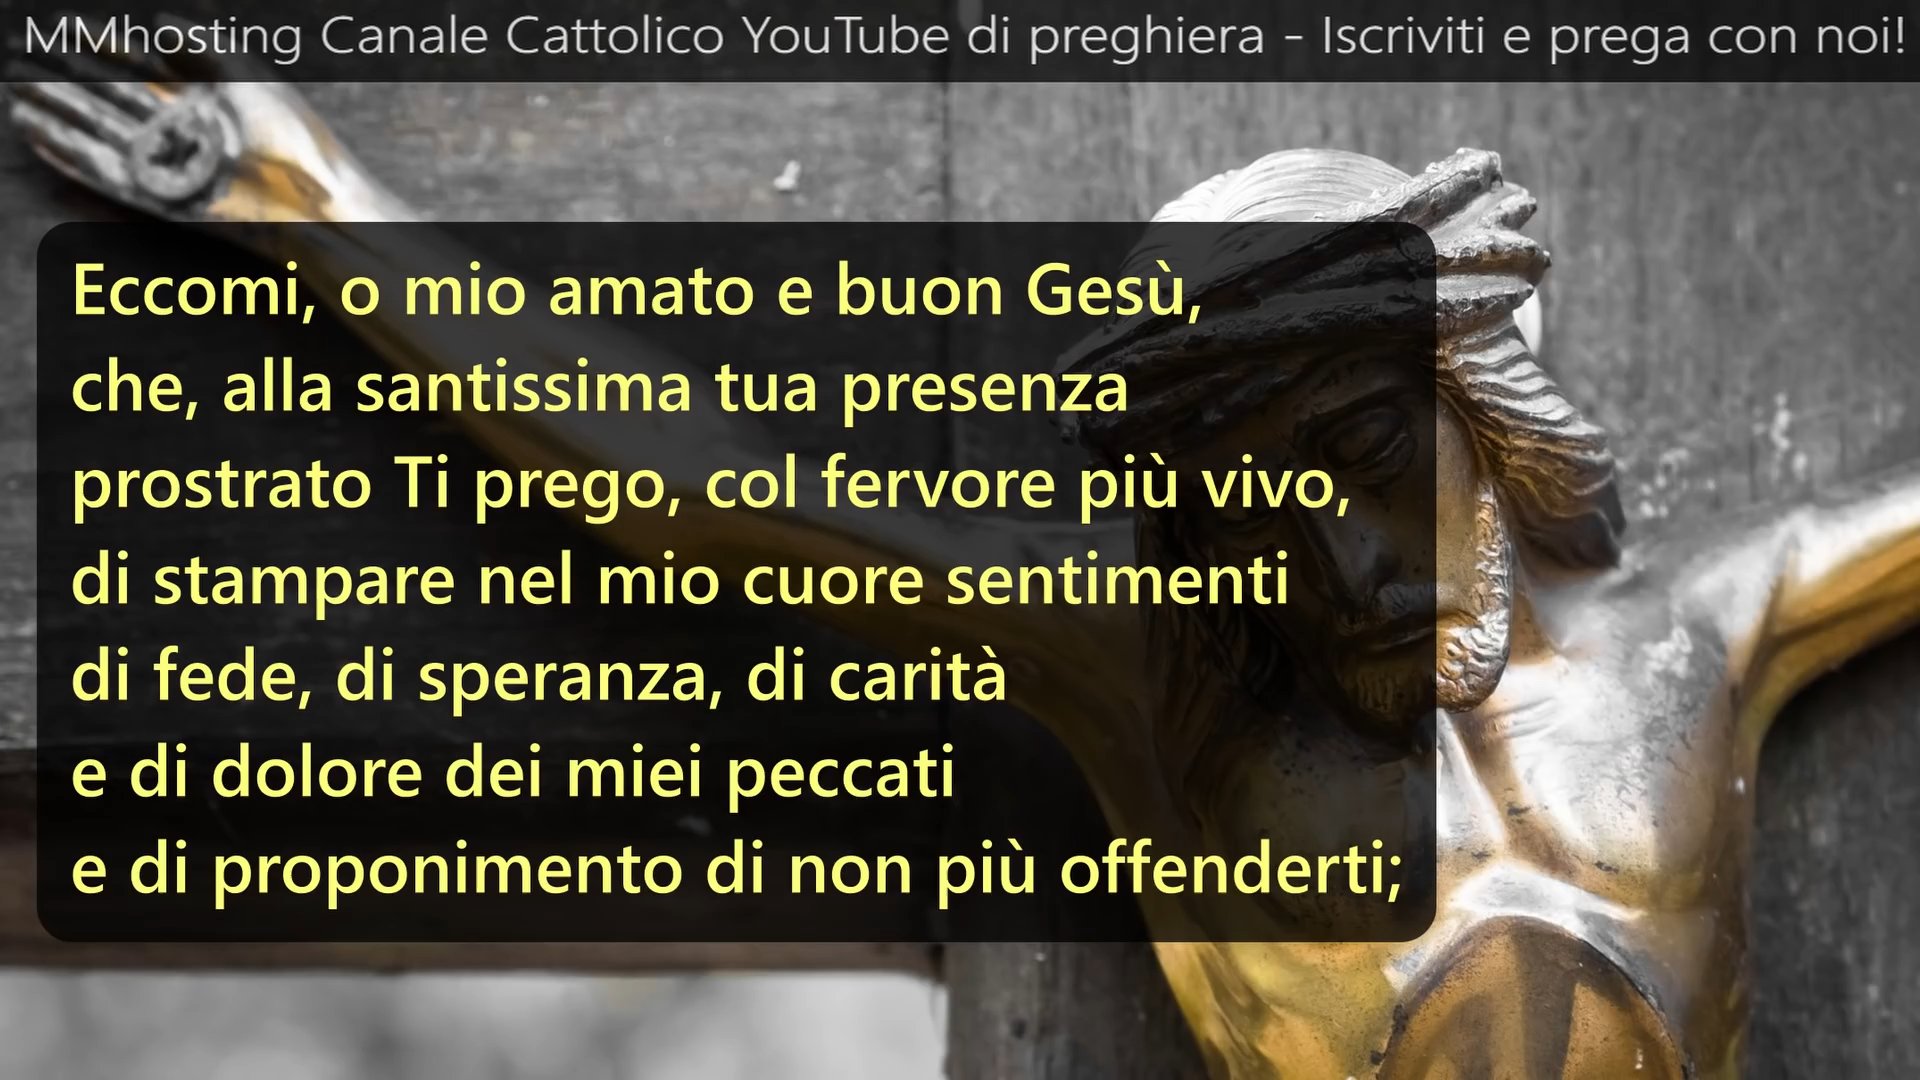 MMhosting Canale Cattolico YouTube di preghiera - Iscriviti e prega con noi!
Eccomi, o mio amato e buon Gesù,
che, alla santissima tua presenza
prostrato Ti prego, col fervore più vivo,
di stampare nel mio cuore sentimenti
di fede, di speranza, di carità
e di dolore dei miei peccati
e di proponimento di non più offenderti;